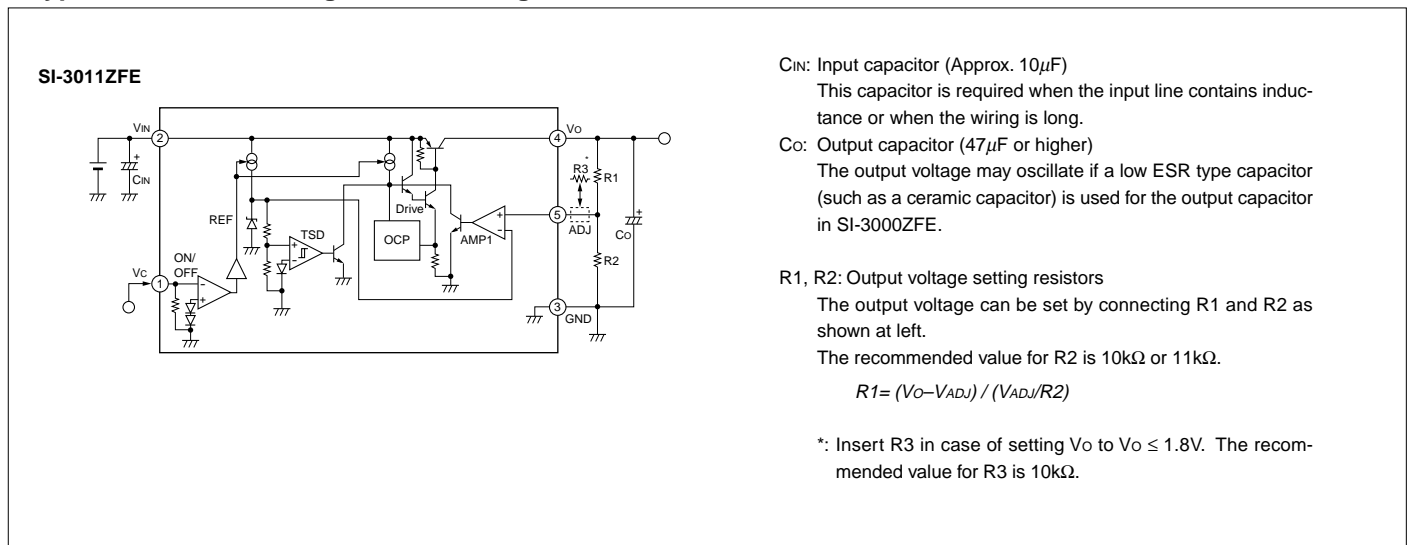 SI-3011ZFE
VIN
2
4
VO
+
CIN
R3
*
R1
Drive
5
ADJ
+
CO
REF
TSD
+
-
OCP
AMP1
+
-
R2
ON/
OFF
VC
1
-
+
3
GND
CIN: Input capacitor (Approx. 10µF)
This capacitor is required when the input line contains induc-
tance or when the wiring is long.
CO: Output capacitor (47µF or higher)
The output voltage may oscillate if a low ESR type capacitor
(such as a ceramic capacitor) is used for the output capacitor
in SI-3000ZFE.
R1, R2: Output voltage setting resistors
The output voltage can be set by connecting R1 and R2 as
shown at left.
The recommended value for R2 is 10kΩ or 11kΩ.
R1= (VO–VADJ) / (VADJ/R2)
*: Insert R3 in case of setting VO to VO ≤ 1.8V. The recom-
mended value for R3 is 10kΩ.